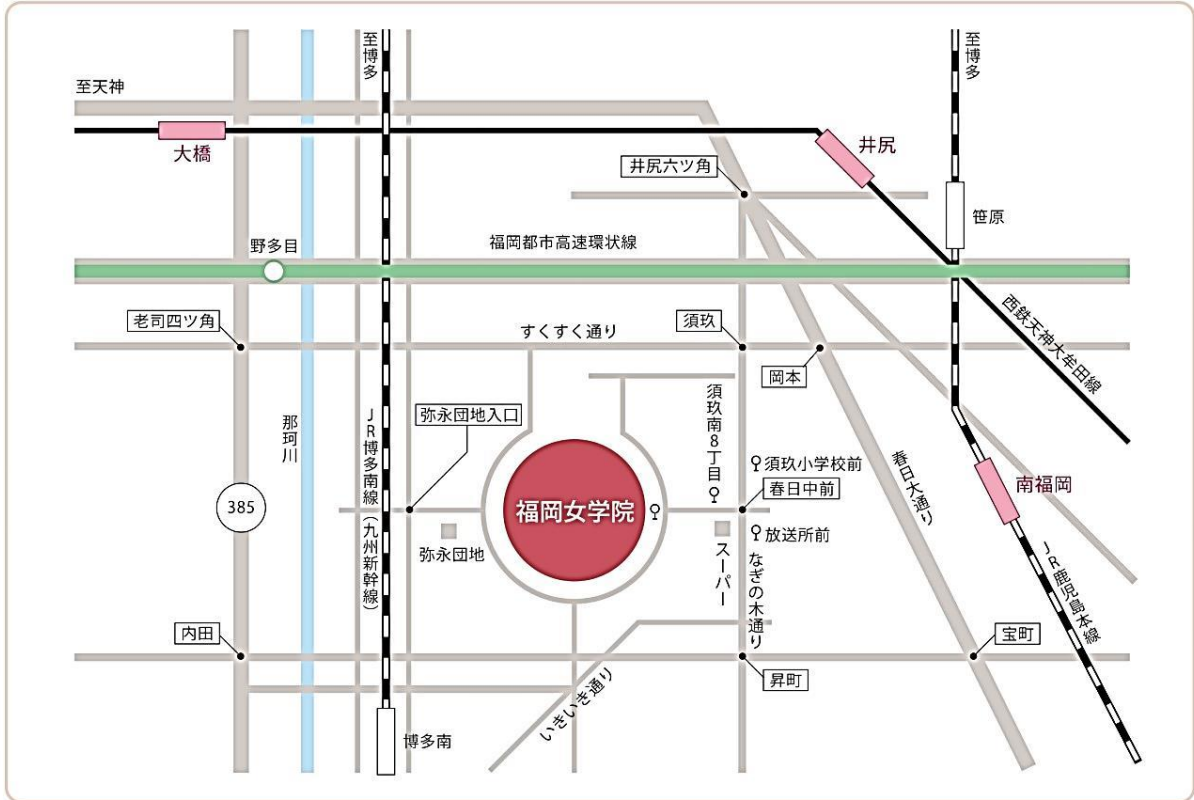 至天神
至博多
至博多
大橋
井尻
井尻六ツ角
笹原
野多目
福岡都市高速環状線
老司四ツ角
すくすく通り
須玖
岡本
西鉄天神大牟田線
那珂川
JR博多南線（九州新幹線）
弥永団地入口
須玖南8丁目
須玖小学校前
春日中前
春日大通り
南福岡
385
福岡女学院
弥永団地
スーパー
放送所前
なぎの木通り
JR鹿児島本線
内田
宝町
昇町
いきいき通り
博多南